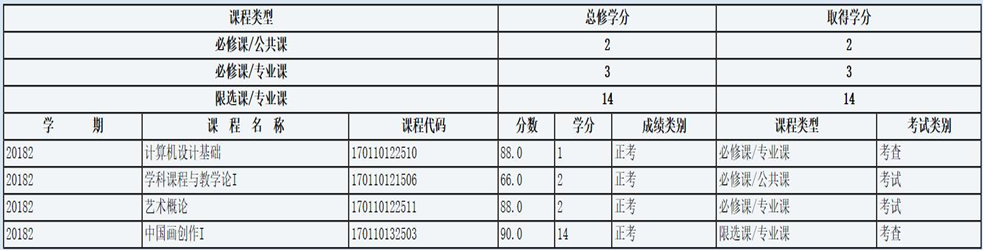 课程类型 总修学分 取得学分
必修课/公共课 2 2
必修课/专业课 3 3
限选课/专业课 14 14
学 期 课 程 名 称 课程代码 分数 学分 成绩类别 课程类型 考试类别
20182 计算机设计基础 170110122510 88.0 1 正考 必修课/专业课 考查
20182 学科课程与教学论I 170110121506 66.0 2 正考 必修课/公共课 考试
20182 艺术概论 170110122511 88.0 2 正考 必修课/专业课 考试
20182 中国画创作I 170110132503 90.0 14 正考 限选课/专业课 考查